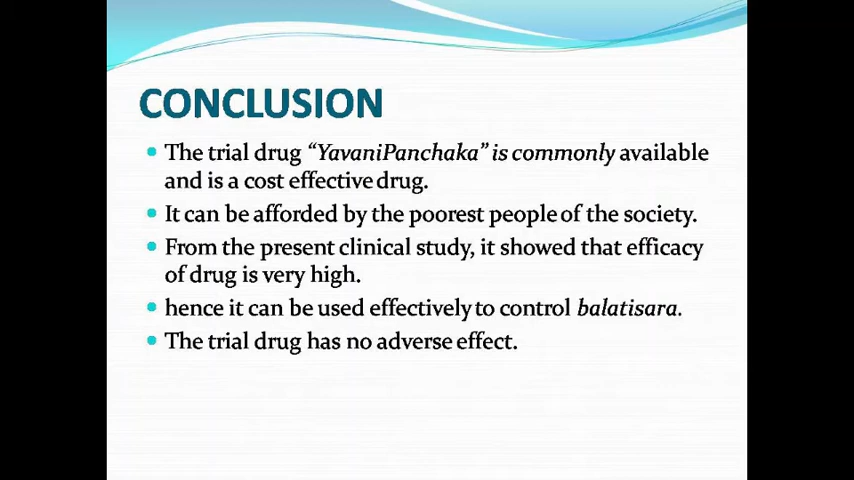 CONCLUSION
The trial drug “YavaniPanchaka” is commonly available
and is a cost effective drug.
It can be afforded by the poorest people of the society.
From the present clinical study, it showed that efficacy
of drug is very high.
hence it can be used effectively to control balatisara.
The trial drug has no adverse effect.